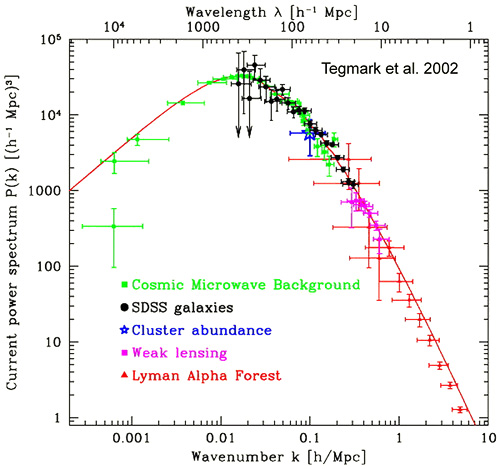 Wavelength λ [h⁻¹ Mpc]
10⁴ 1000 100 10 1
Current power spectrum P(k) [(h⁻¹ Mpc)³]
10⁵
10⁴
1000
100
10
1
Tegmark et al. 2002
Cosmic Microwave Background
SDSS galaxies
Cluster abundance
Weak lensing
Lyman Alpha Forest
0.001 0.01 0.1 1 10
Wavenumber k [h/Mpc]